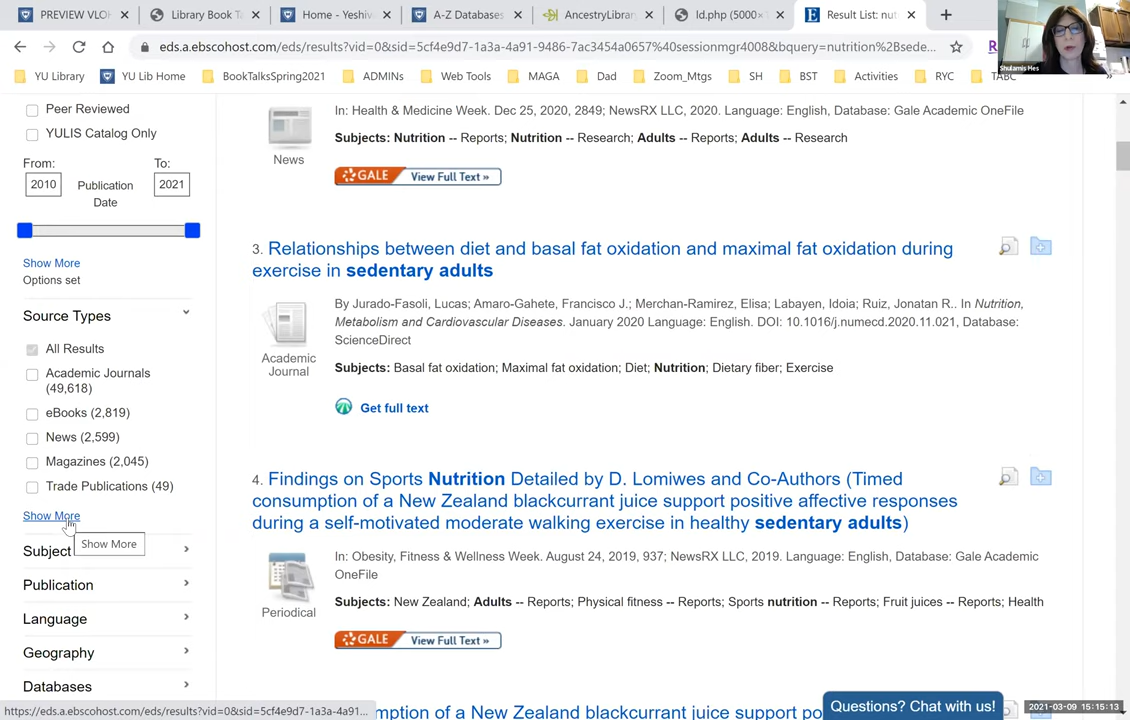 PREVIEW VLO
Library Book Ta
Home - Yeshiv
A-Z Databases
AncestryLibrar
ld.php (5000×
Result List: nut
eds.a.ebscohost.com/eds/results?vid=0&sid=5cf4e9d7-1a3a-4a91-9486-7ac3454a0657%40sessionmgr4008&bquery=nutrition%2Bsede...
YU Library
YU Lib Home
BookTalksSpring2021
ADMINs
Web Tools
MAGA
Dad
Zoom_Mtgs
SH
BST
Activities
RYC
TABC
»
Shulamis Hes
Peer Reviewed
YULIS Catalog Only
From:
To:
2010
Publication Date
2021
Show More
Options set
Source Types
All Results
Academic Journals
(49,618)
eBooks (2,819)
News (2,599)
Magazines (2,045)
Trade Publications (49)
Show More
Show More
Subject
Publication
Language
Geography
Databases
In: Health & Medicine Week. Dec 25, 2020, 2849; NewsRX LLC, 2020. Language: English, Database: Gale Academic OneFile
News
Subjects: Nutrition -- Reports; Nutrition -- Research; Adults -- Reports; Adults -- Research
GALE View Full Text »
3. Relationships between diet and basal fat oxidation and maximal fat oxidation during
exercise in sedentary adults
Academic
Journal
By Jurado-Fasoli, Lucas; Amaro-Gahete, Francisco J.; Merchan-Ramirez, Elisa; Labayen, Idoia; Ruiz, Jonatan R.. In Nutrition,
Metabolism and Cardiovascular Diseases. January 2020 Language: English. DOI: 10.1016/j.numecd.2020.11.021, Database:
ScienceDirect
Subjects: Basal fat oxidation; Maximal fat oxidation; Diet; Nutrition; Dietary fiber; Exercise
Get full text
4. Findings on Sports Nutrition Detailed by D. Lomiwes and Co-Authors (Timed
consumption of a New Zealand blackcurrant juice support positive affective responses
during a self-motivated moderate walking exercise in healthy sedentary adults)
Periodical
In: Obesity, Fitness & Wellness Week. August 24, 2019, 937; NewsRX LLC, 2019. Language: English, Database: Gale Academic
OneFile
Subjects: New Zealand; Adults -- Reports; Physical fitness -- Reports; Sports nutrition -- Reports; Fruit juices -- Reports; Health
GALE View Full Text »
mption of a New Zealand blackcurrant juice support po
https://eds.a.ebscohost.com/eds/results?vid=0&sid=5cf4e9d7-1a3a-4a91...
Questions? Chat with us!
2021-03-09 15:15:13